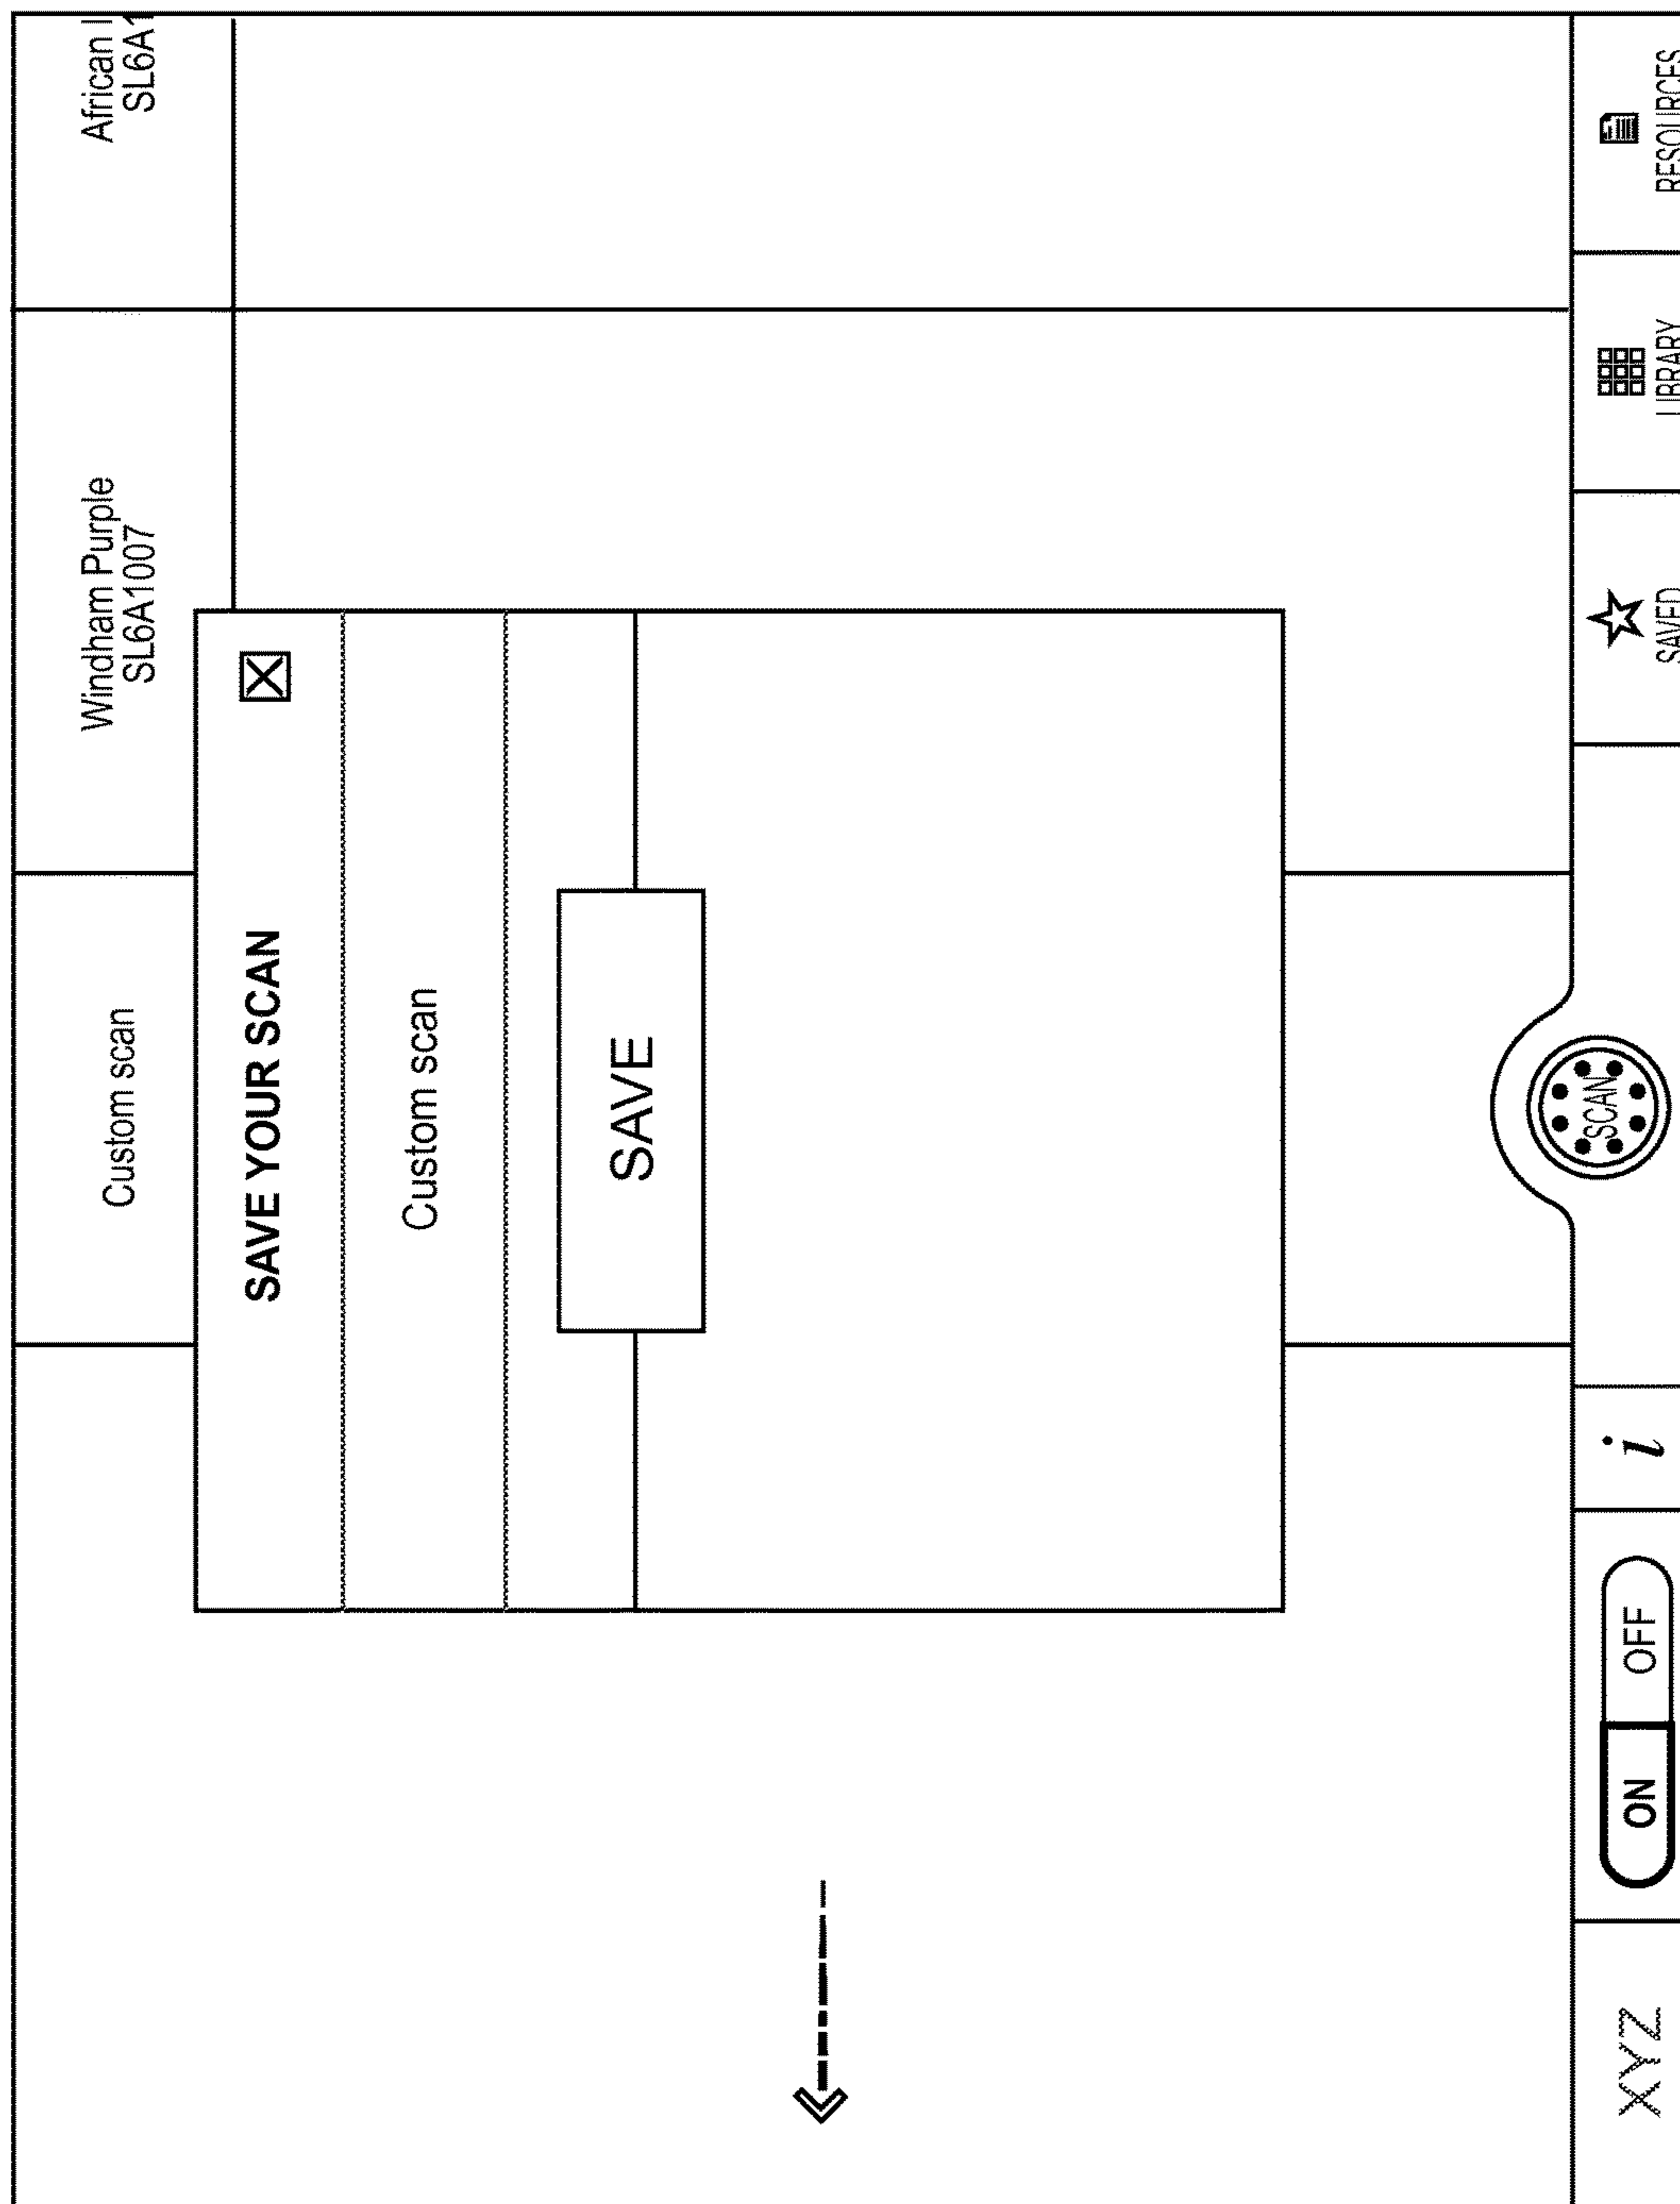 Custom scan
Windham Purple
SL6A1007
African
SL6A1
SAVE YOUR SCAN
Custom scan
SAVE
XYZ
ON OFF
i
SCAN
SAVED
LIBRARY
RESOURCES